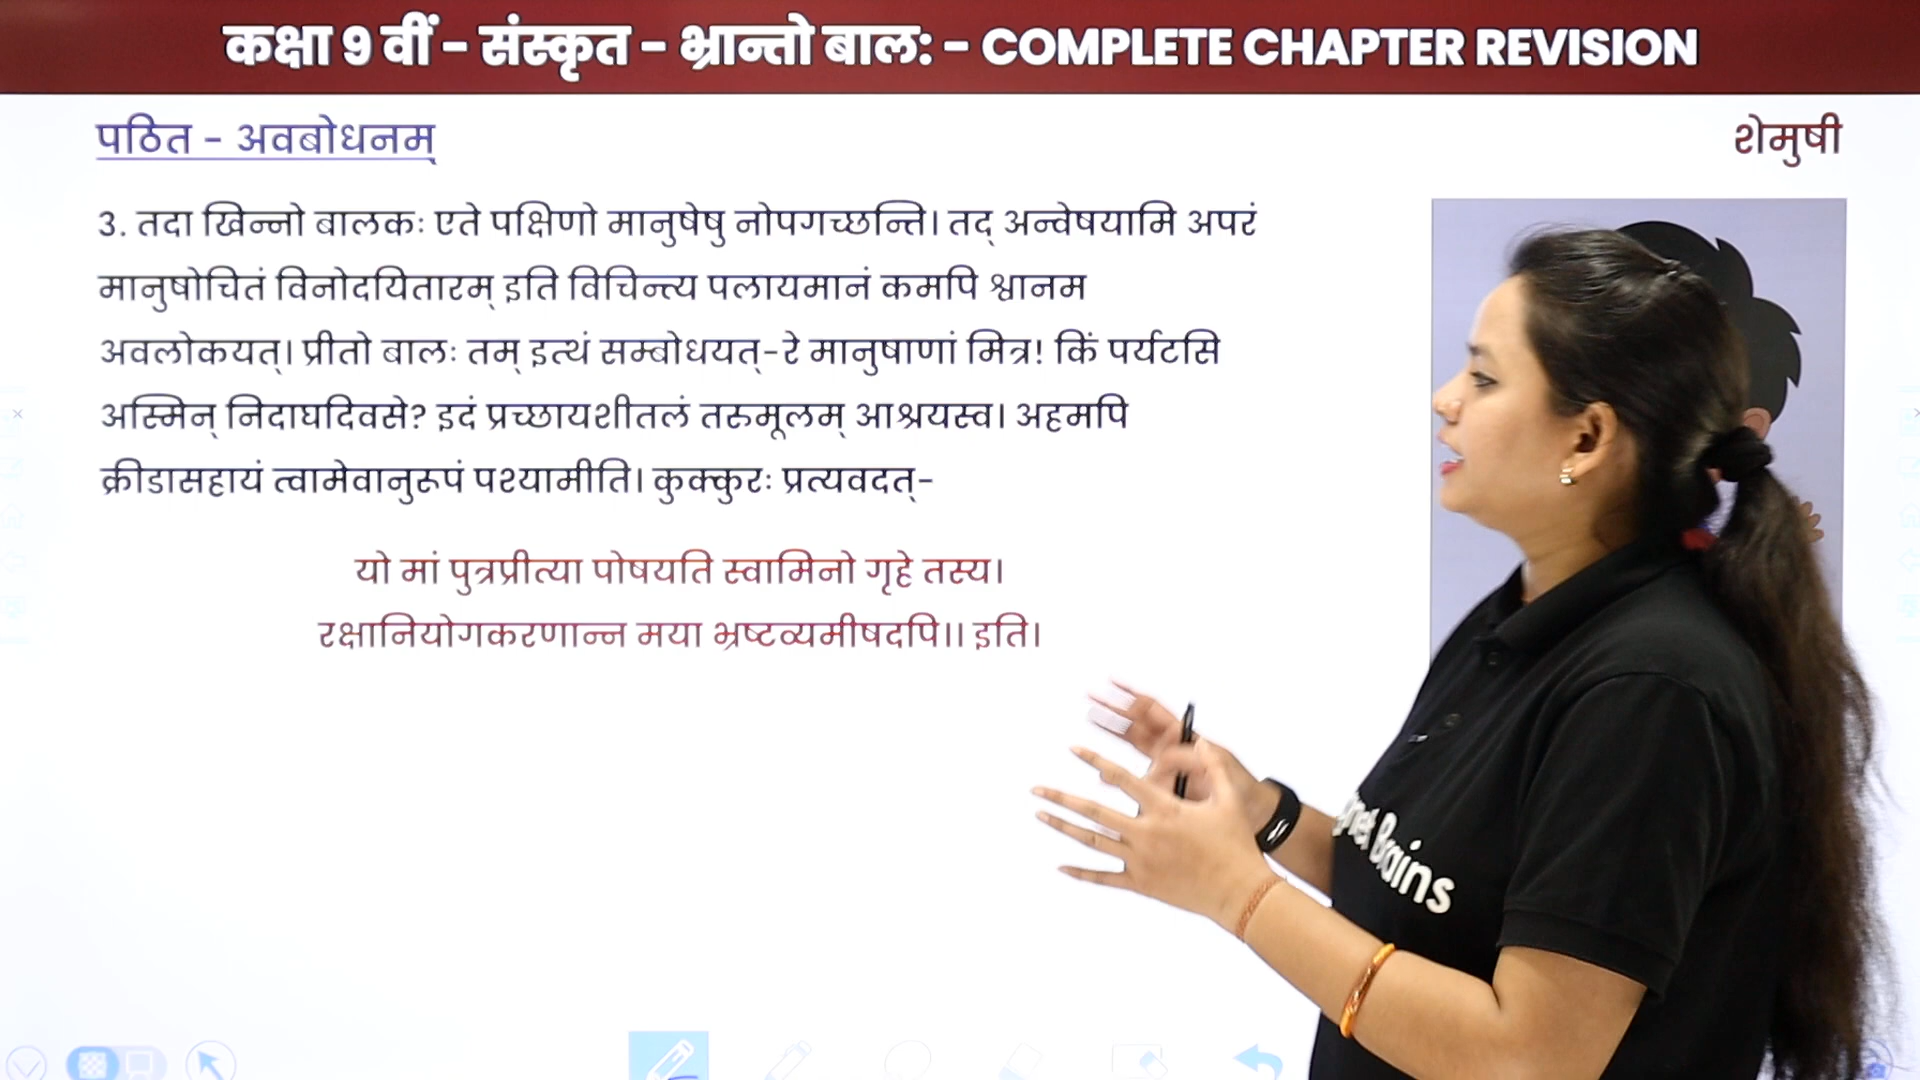 कक्षा 9 वीं - संस्कृत - भ्रान्तो बाल: - COMPLETE CHAPTER REVISION
पठित - अवबोधनम्
शेमुषी
3. तदा खिन्नो बालकः एते पक्षिणो मानुषेषु नोपगच्छन्ति। तद् अन्वेषयामि अपरं
मानुषोचितं विनोदयितारम् इति विचिन्त्य पलायमानं कमपि श्वानम
अवलोकयत्। प्रीतो बालः तम् इत्थं सम्बोधयत्-रे मानुषाणां मित्र! किं पर्यटसि
अस्मिन् निदाघदिवसे? इदं प्रच्छायशीतलं तरुमूलम् आश्रयस्व। अहमपि
क्रीडासहायं त्वामेवानुरूपं पश्यामीति। कुक्कुरः प्रत्यवदत्-
यो मां पुत्रप्रीत्या पोषयति स्वामिनो गृहे तस्य।
रक्षानियोगकरणान्न मया भ्रष्टव्यमीषदपि।। इति।
Brains